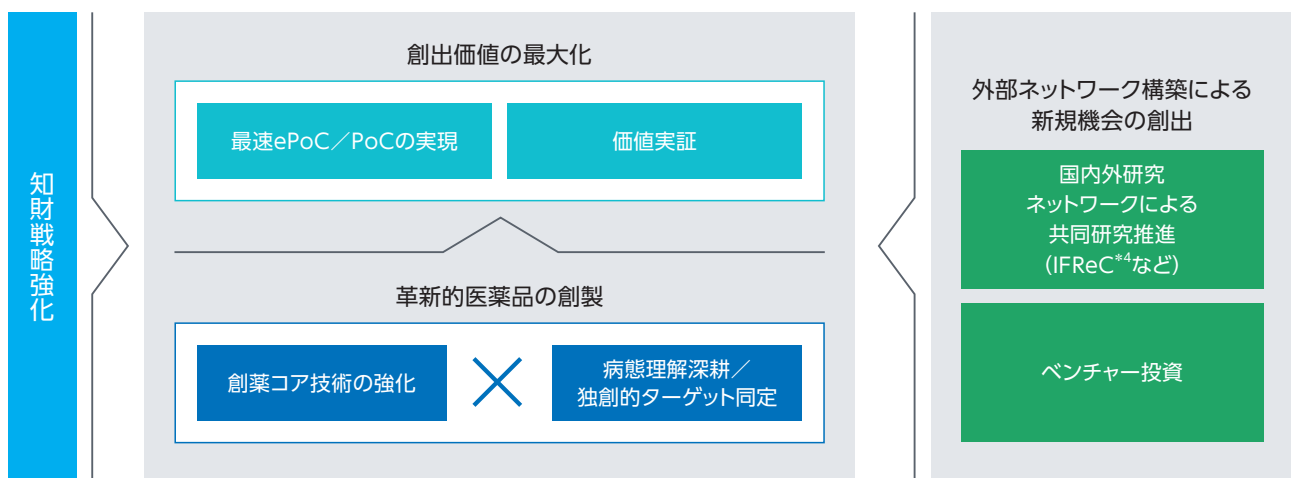 知財戦略強化
創出価値の最大化
最速ePoC／PoCの実現
価値実証
革新的医薬品の創製
創薬コア技術の強化
病態理解深耕／
独創的ターゲット同定
外部ネットワーク構築による
新規機会の創出
国内外研究
ネットワークによる
共同研究推進
（IFReC*4など）
ベンチャー投資